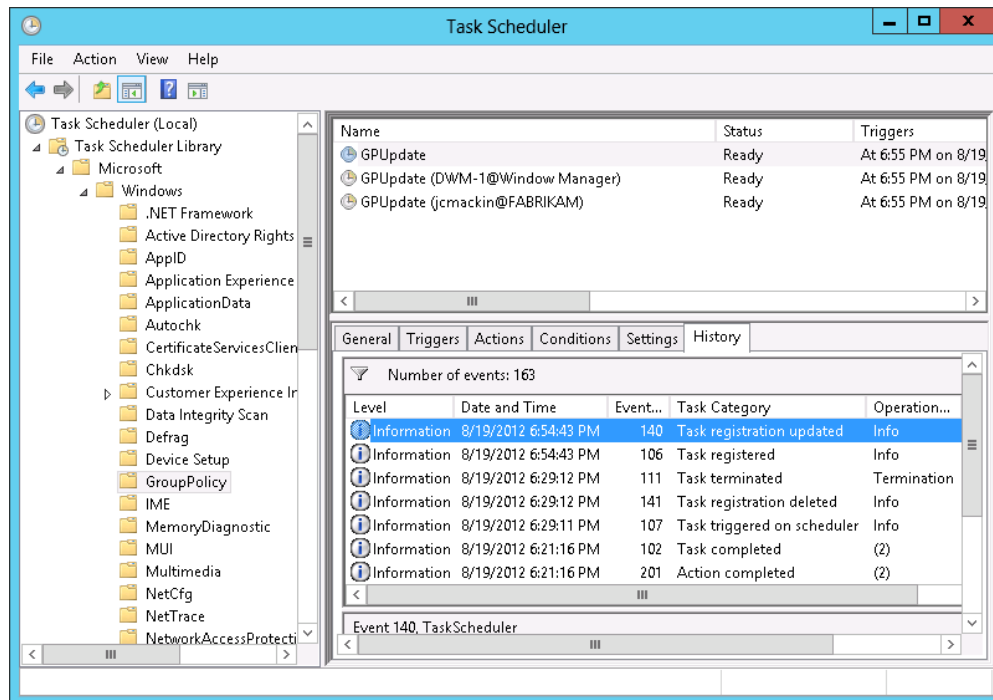 Task Scheduler
File Action View Help
Task Scheduler (Local)
Task Scheduler Library
Microsoft
Windows
.NET Framework
Active Directory Rights
AppID
Application Experience
ApplicationData
Autochk
CertificateServicesClien
Chkdsk
Customer Experience Ir
Data Integrity Scan
Defrag
Device Setup
GroupPolicy
IME
MemoryDiagnostic
MUI
Multimedia
NetCfg
NetTrace
NetworkAccessProtecti
Name Status Triggers
GPUpdate Ready At 6:55 PM on 8/19
GPUpdate (DWM-1@Window Manager) Ready At 6:55 PM on 8/19
GPUpdate (jcmackin@FABRIKAM) Ready At 6:55 PM on 8/19
General Triggers Actions Conditions Settings History
Number of events: 163
Level Date and Time Event... Task Category Operation...
Information 8/19/2012 6:54:43 PM 140 Task registration updated Info
Information 8/19/2012 6:54:43 PM 106 Task registered Info
Information 8/19/2012 6:29:12 PM 111 Task terminated Termination
Information 8/19/2012 6:29:12 PM 141 Task registration deleted Info
Information 8/19/2012 6:29:11 PM 107 Task triggered on scheduler Info
Information 8/19/2012 6:21:16 PM 102 Task completed (2)
Information 8/19/2012 6:21:16 PM 201 Action completed (2)
Event 140, TaskScheduler